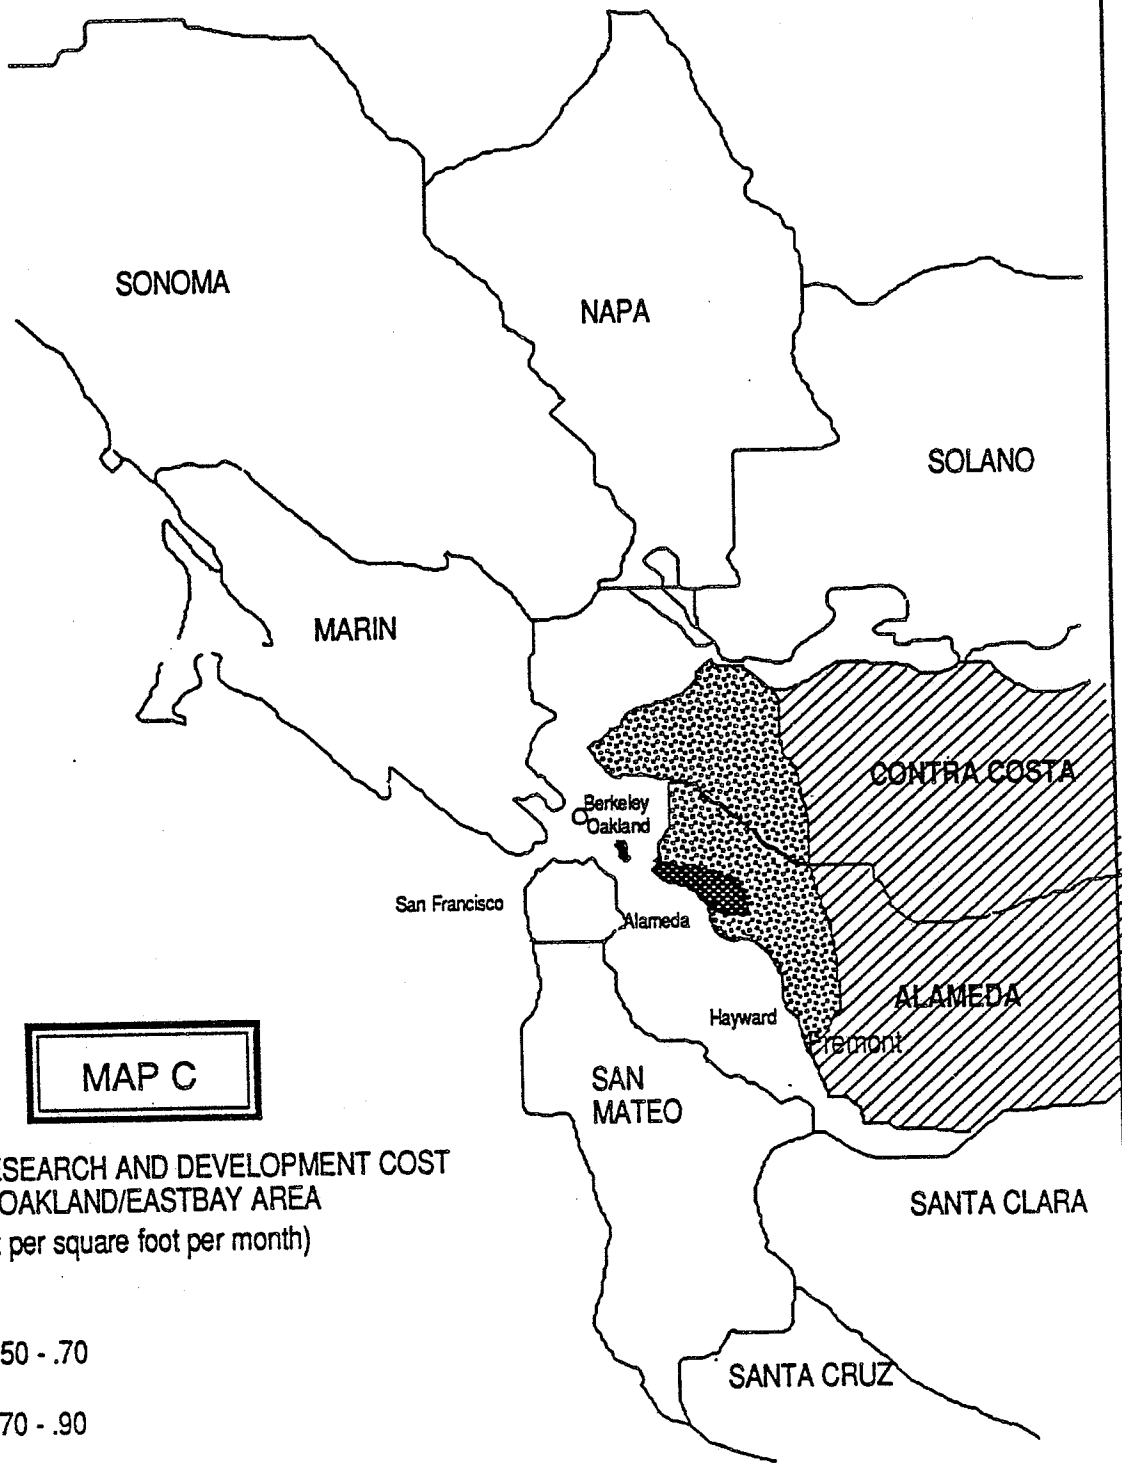 SONOMA
NAPA
SOLANO
MARIN
CONTRA COSTA
Berkeley
Oakland
San Francisco
Alameda
ALAMEDA
Hayward
Fremont
MAP C
SAN
MATEO
ESEARCH AND DEVELOPMENT COST
OAKLAND/EASTBAY AREA
per square foot per month)
SANTA CLARA
50 - .70
SANTA CRUZ
70 - .90